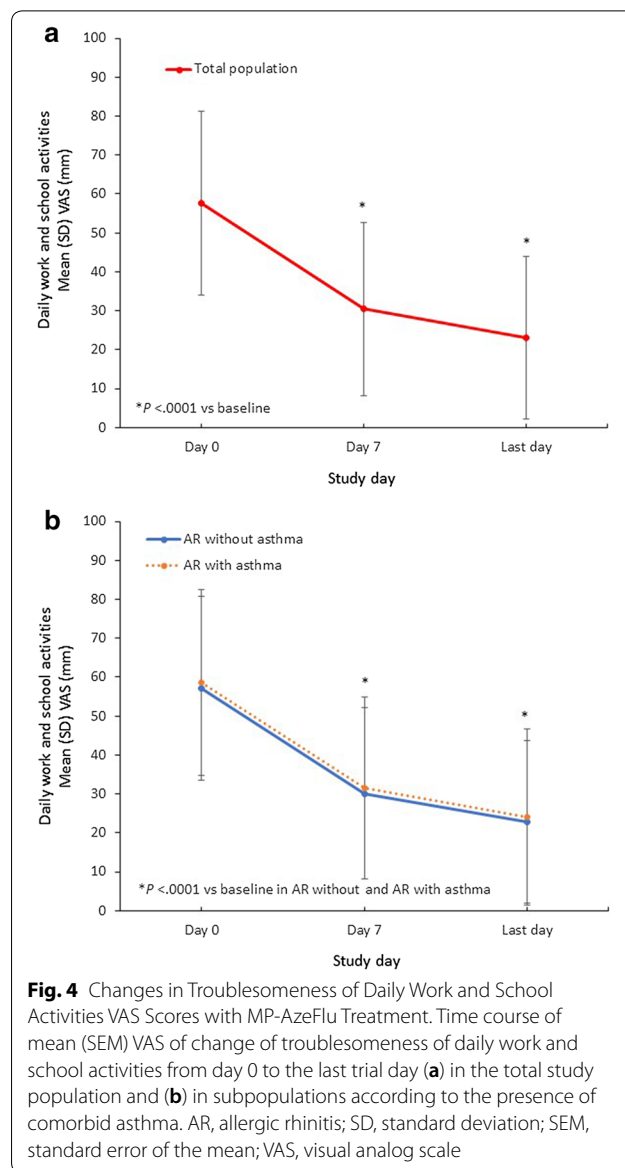 a
100
90
80
70
60
50
40
30
20
10
0
Daily work and school activities
Mean (SD) VAS (mm)
Total population
*
*
*P <.0001 vs baseline
Day 0 Day 7 Last day
Study day
b
100
90
80
70
60
50
40
30
20
10
0
Daily work and school activities
Mean (SD) VAS (mm)
AR without asthma
AR with asthma
*
*
*P <.0001 vs baseline in AR without and AR with asthma
Day 0 Day 7 Last day
Study day
Fig. 4 Changes in Troublesomeness of Daily Work and School
Activities VAS Scores with MP-AzeFlu Treatment. Time course of
mean (SEM) VAS of change of troublesomeness of daily work and
school activities from day 0 to the last trial day (a) in the total study
population and (b) in subpopulations according to the presence of
comorbid asthma. AR, allergic rhinitis; SD, standard deviation; SEM,
standard error of the mean; VAS, visual analog scale